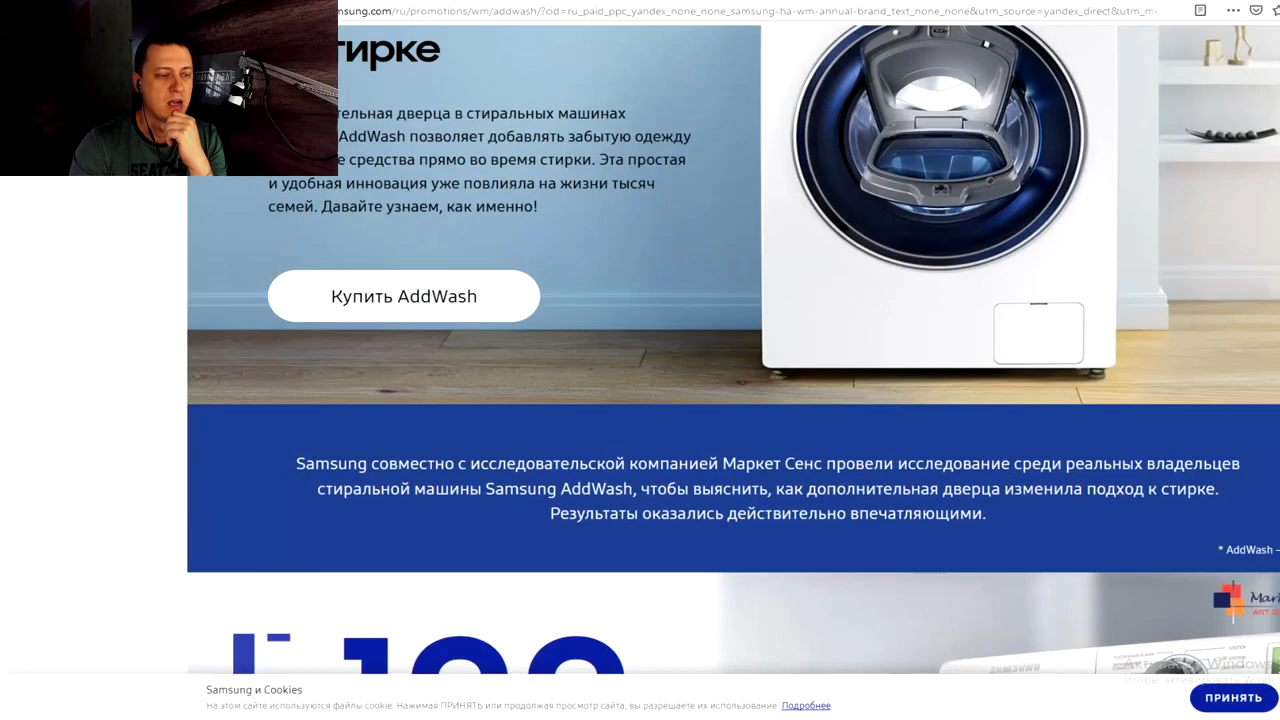 msung.com/ru/promotions/wm/addwash/?cid=ru_paid_ppc_yandex_none_none_samsung-ha-wm-annual-brand_text_none_none&utm_source=yandex_direct&utm_m
тирке
тельная дверца в стиральных машинах
AddWash позволяет добавлять забытую одежду
е средства прямо во время стирки. Эта простая
и удобная инновация уже повлияла на жизни тысяч
семей. Давайте узнаем, как именно!
Купить AddWash
Samsung совместно с исследовательской компанией Маркет Сенс провели исследование среди реальных владельцев
стиральной машины Samsung AddWash, чтобы выяснить, как дополнительная дверца изменила подход к стирке.
Результаты оказались действительно впечатляющими.
* AddWash –
SAMSUNG
Активация Windows
Samsung и Cookies
На этом сайте используются файлы cookie. Нажимая ПРИНЯТЬ или продолжая просмотр сайта, вы разрешаете их использование Подробнее
ПРИНЯТЬ